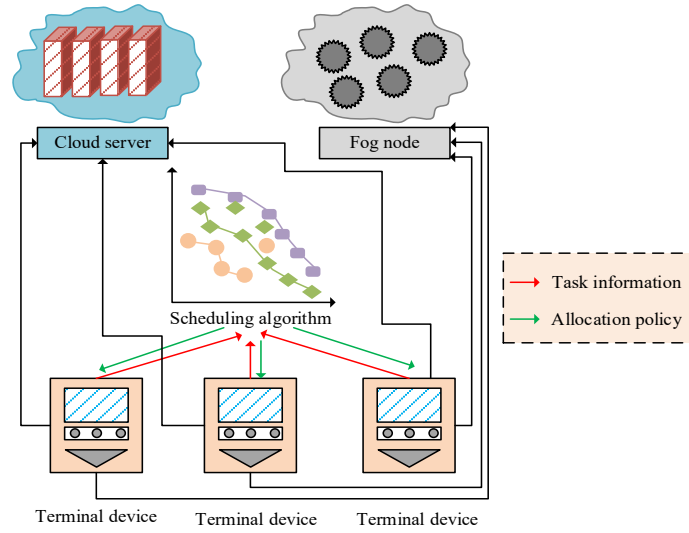 Cloud server
Fog node
Scheduling algorithm
Task information
Allocation policy
Terminal device
Terminal device
Terminal device